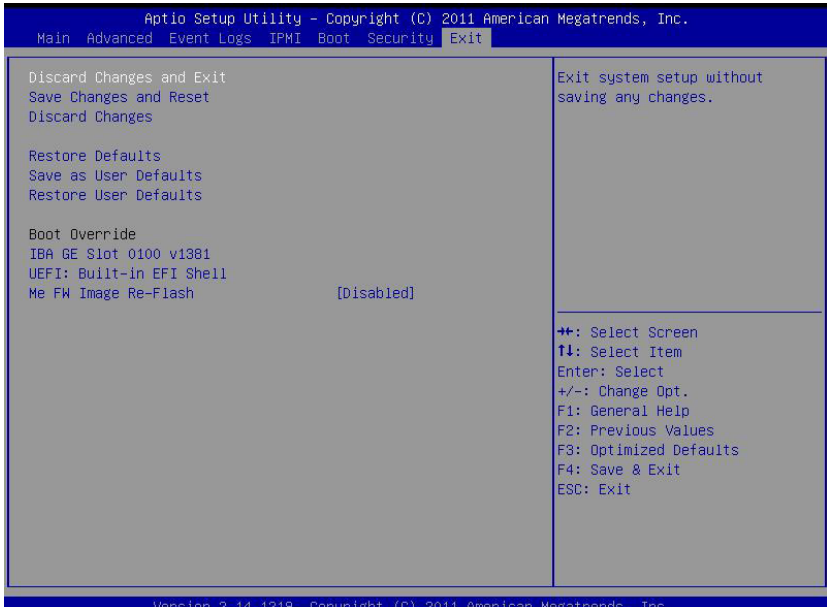 Aptio Setup Utility – Copyright (C) 2011 American Megatrends, Inc.
Main Advanced Event Logs IPMI Boot Security Exit
Discard Changes and Exit
Save Changes and Reset
Discard Changes
Restore Defaults
Save as User Defaults
Restore User Defaults
Boot Override
IBA GE Slot 0100 v1381
UEFI: Built-in EFI Shell
Me FW Image Re-Flash [Disabled]
Exit system setup without
saving any changes.
→←: Select Screen
↑↓: Select Item
Enter: Select
+/-: Change Opt.
F1: General Help
F2: Previous Values
F3: Optimized Defaults
F4: Save & Exit
ESC: Exit
Version 2.14.1219. Copyright (C) 2011 American Megatrends, Inc.